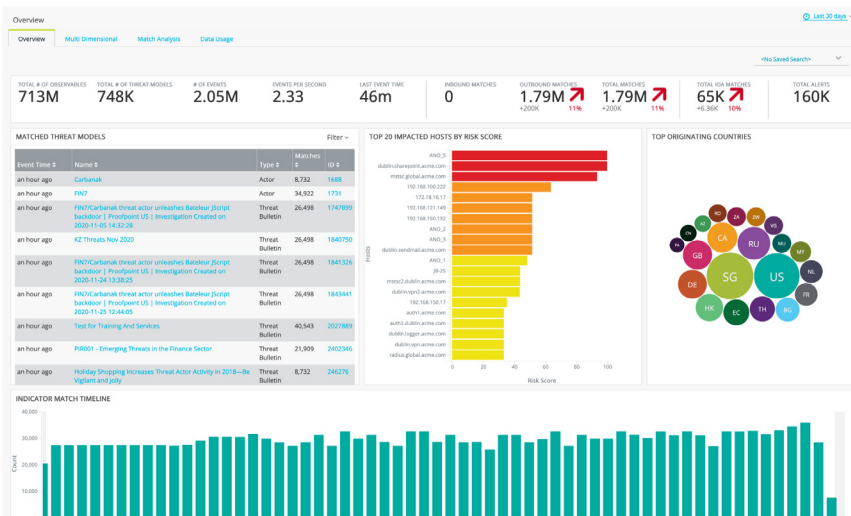 Overview
Last 30 days
Overview Multi Dimensional Match Analysis Data Usage
<No Saved Search>
TOTAL # OF OBSERVABLES TOTAL # OF THREAT MODELS # OF EVENTS EVENTS PER SECOND LAST EVENT TIME INBOUND MATCHES OUTBOUND MATCHES TOTAL MATCHES TOTAL IOA MATCHES TOTAL ALERTS
713M 748K 2.05M 2.33 46m 0 1.79M 1.79M 65K 160K
+200K 11% +200K 11% +6.36K 10%
MATCHED THREAT MODELS Filter
Event Time Name Type Matches ID
an hour ago Carbanak Actor 8,732 1688
an hour ago FIN7 Actor 34,922 1731
an hour ago FIN7/Carbanak threat actor unleashes Bateleur JScript Threat 26,498 1747899
backdoor | Proofpoint US | Investigation Created on Bulletin
2020-11-05 14:32:28
an hour ago KZ Threats Nov 2020 Threat 26,498 1840750
Bulletin
an hour ago FIN7/Carbanak threat actor unleashes Bateleur JScript Threat 26,498 1841326
backdoor | Proofpoint US | Investigation Created on Bulletin
2020-11-24 13:38:25
an hour ago FIN7/Carbanak threat actor unleashes Bateleur JScript Threat 26,498 1843441
backdoor | Proofpoint US | Investigation Created on Bulletin
2020-11-25 12:44:05
an hour ago Test for Training And Services Threat 40,543 2027889
Bulletin
an hour ago PIR001 - Emerging Threats in the Finance Sector Threat 21,909 2402346
Bulletin
an hour ago Holiday Shopping Increases Threat Actor Activity in 2018—Be Threat 8,732 246276
Vigilant and Jolly Bulletin
TOP 20 IMPACTED HOSTS BY RISK SCORE
Hosts
ANO_5
dublin.sharepoint.acme.com
mstsc.global.acme.com
192.168.100.222
172.18.16.17
192.168.121.149
192.168.150.132
ANO_2
ANO_3
dublin.sendmail.acme.com
ANO_1
JB-25
mstsc2.dublin.acme.com
dublin.vpn2.acme.com
192.168.150.17
auth1.acme.com
auth2.dublin.acme.com
dublin.logger.acme.com
dublin.vpn.acme.com
radius.global.acme.com
0 20 40 60 80 100
Risk Score
TOP ORIGINATING COUNTRIES
RO ZA ZW
AT VG
CN CA RU MU
PA GB MY
SG US NL
DE FR
HK EC TH BG
INDICATOR MATCH TIMELINE
Count
40,000
30,000
20,000
10,000